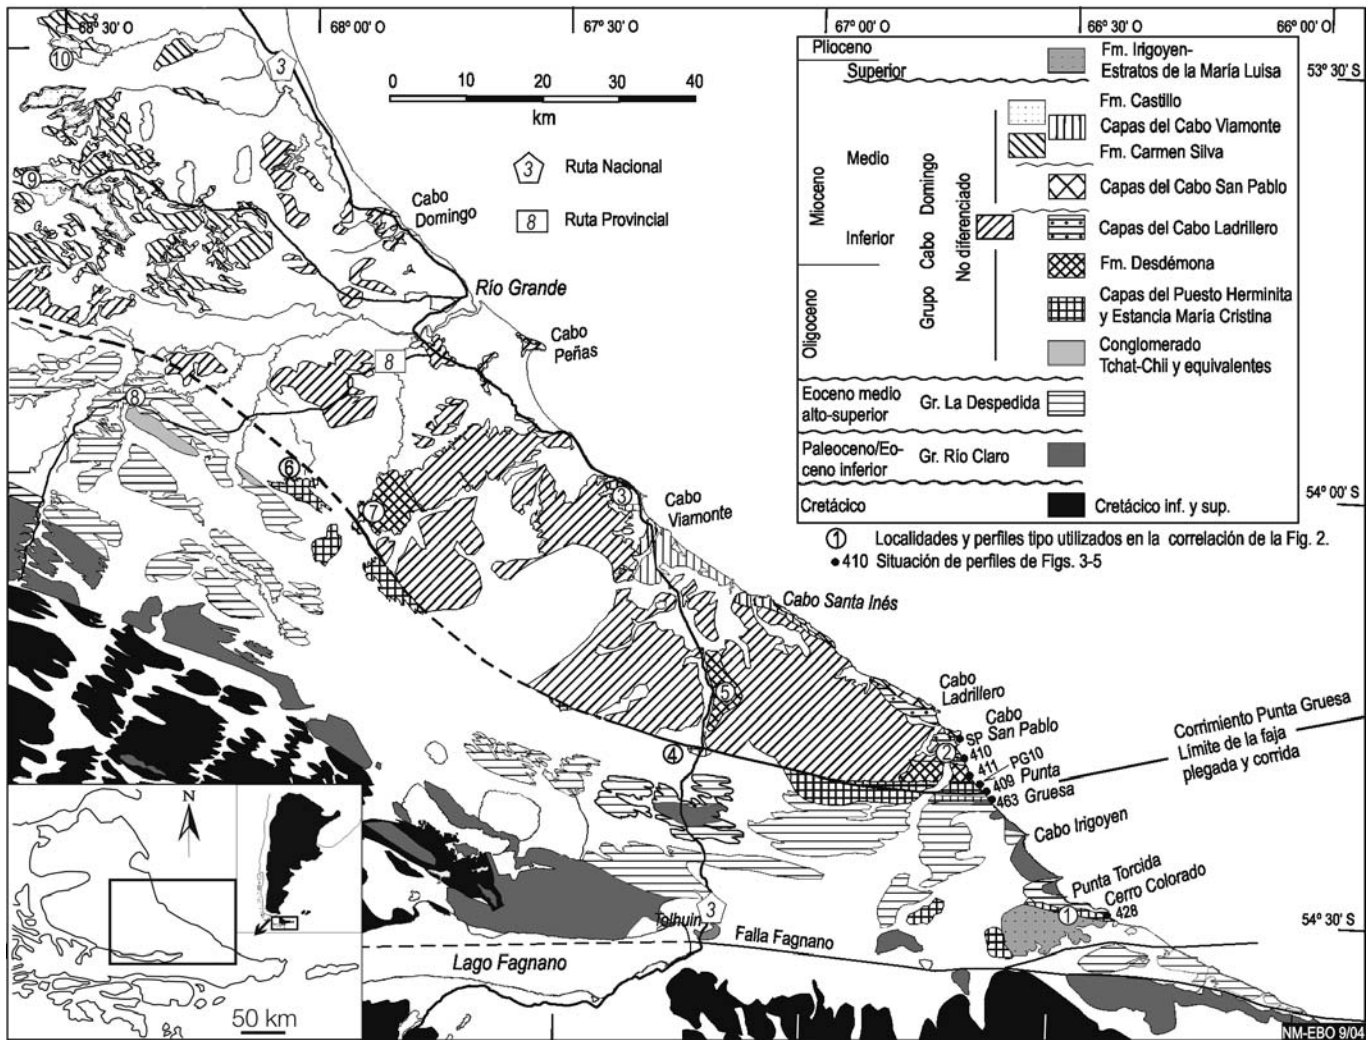 68º 30' O
68º 00' O
67º 30' O
67º 00' O
66º 30' O
66º 00' O
53º 30' S
54º 00' S
54º 30' S
0 10 20 30 40
km
3
Ruta Nacional
8
Ruta Provincial
Plioceno
Superior
Fm. Irigoyen-
Estratos de la María Luisa
Mioceno
Medio
Inferior
Oligoceno
Grupo Cabo Domingo
No diferenciado
Fm. Castillo
Capas del Cabo Viamonte
Fm. Carmen Silva
Capas del Cabo San Pablo
Capas del Cabo Ladrillero
Fm. Desdémona
Capas del Puesto Herminita
y Estancia María Cristina
Conglomerado
Tchat-Chii y equivalentes
Eoceno medio
alto-superior
Gr. La Despedida
Paleoceno/Eo-
ceno inferior
Gr. Río Claro
Cretácico
Cretácico inf. y sup.
1 Localidades y perfiles tipo utilizados en la correlación de la Fig. 2.
410 Situación de perfiles de Figs. 3-5
10
3
9
Cabo
Domingo
Río Grande
Cabo
Peñas
8
8
6
7
3
Cabo
Viamonte
Cabo Santa Inés
5
4
Cabo
Ladrillero
Cabo
San Pablo
SP
2
410
411
PG10
409
Punta
Gruesa
463
Corrimiento Punta Gruesa
Límite de la faja
plegada y corrida
Cabo Irigoyen
Punta Torcida
Cerro Colorado
1
428
3
Tolhuin
Falla Fagnano
Lago Fagnano
N
50 km
NM-EBO 9/04